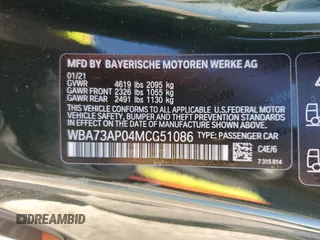 MFD BY BAYERISCHE MOTOREN WERKE AG
01/21
GVWR 4619 lbs 2095 kg
GAWR FRONT 2326 lbs 1055 kg
GAWR REAR 2491 lbs 1130 kg
THIS VEHICLE CONFORMS TO ALL APPLICABLE
FEDERAL MOTOR VEHICLE SAFETY, BUMPER,
AND THEFT PREVENTION STANDARDS IN EFFECT
ON THE DATE OF MANUFACTURE SHOWN ABOVE.
WBA73AP04MCG51086 TYPE: PASSENGER CAR
C4E/6
7 315 814
DREAMBID